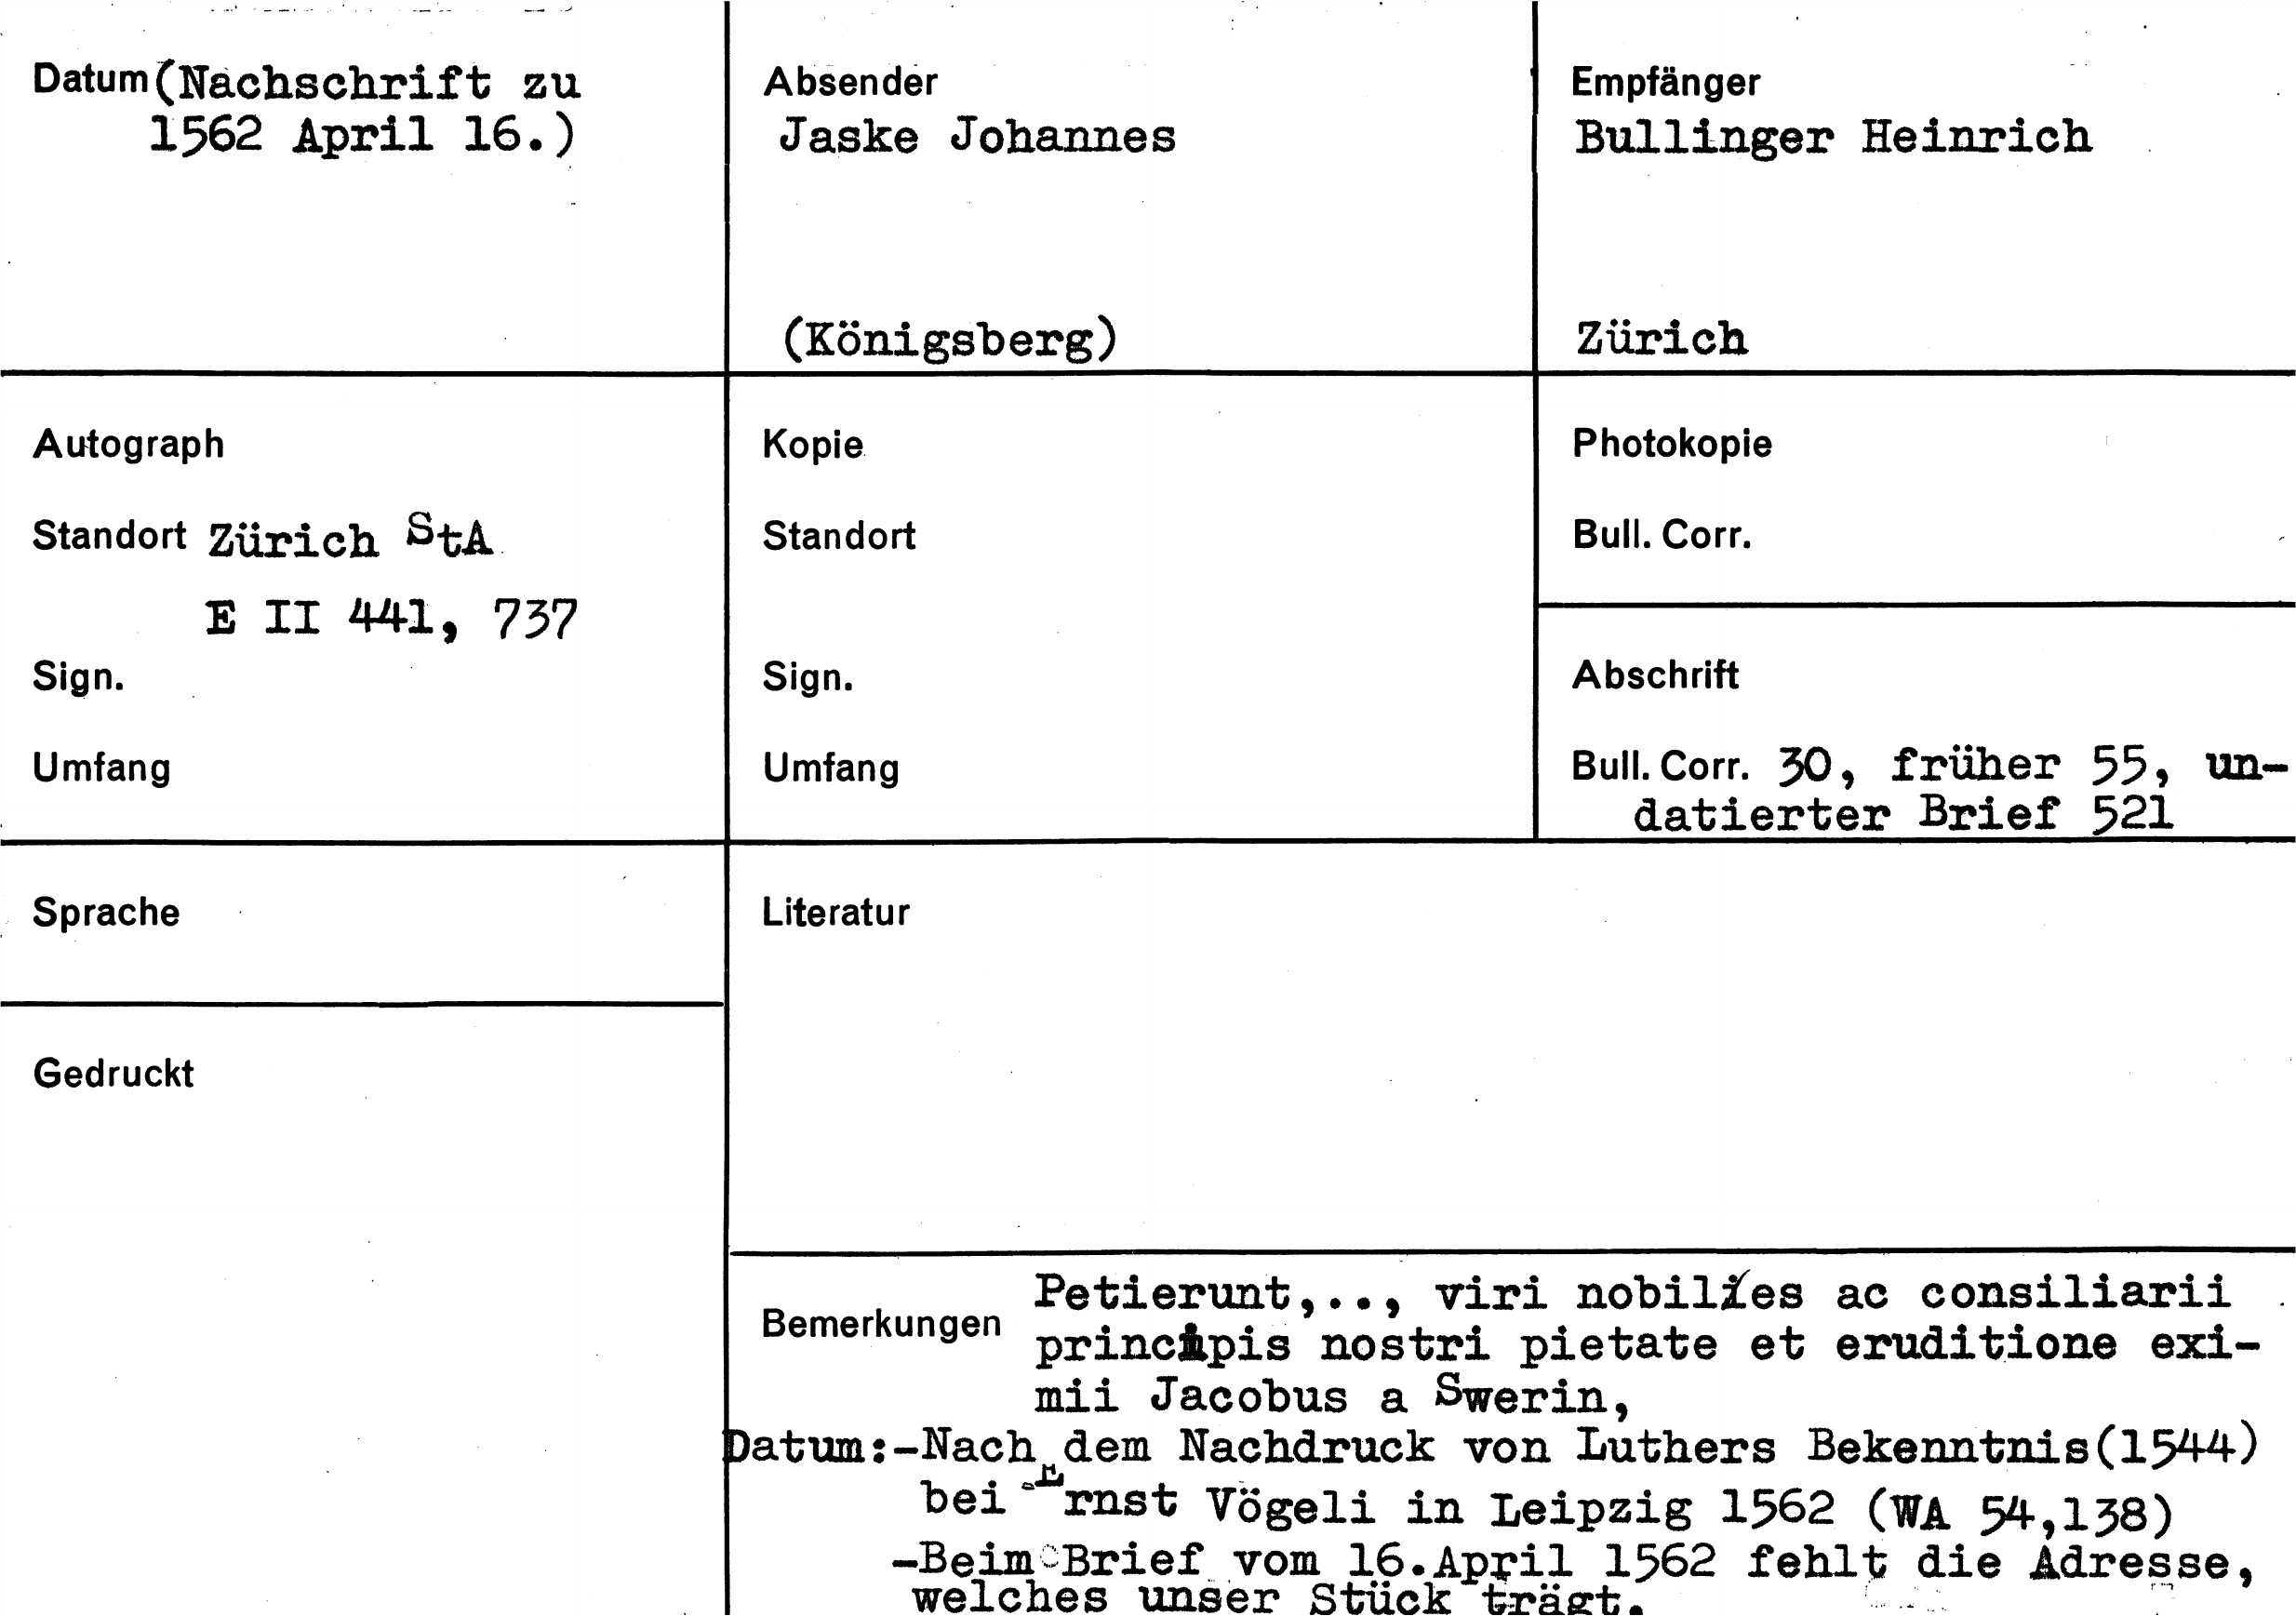 Datum (Nachschrift zu
1562 April 16.)
Absender
Jaske Johannes
(Königsberg)
Empfänger
Bullinger Heinrich
Zürich
Autograph
Standort Zürich StA
E II 441, 737
Sign.
Umfang
Kopie
Standort
Sign.
Umfang
Photokopie
Bull. Corr.
Abschrift
Bull. Corr. 30, früher 55, un-
datierter Brief 521
Sprache
Literatur
Gedruckt
Bemerkungen
Petierunt,.., viri nobiles ac consiliarii
principis nostri pietate et eruditione exi-
mii Jacobus a Swerin,
Datum:-Nach dem Nachdruck von Luthers Bekenntnis(1544)
bei Ernst Vögeli in Leipzig 1562 (WA 54,138)
-Beim Brief vom 16.April 1562 fehlt die Adresse,
welches unser Stück trägt.